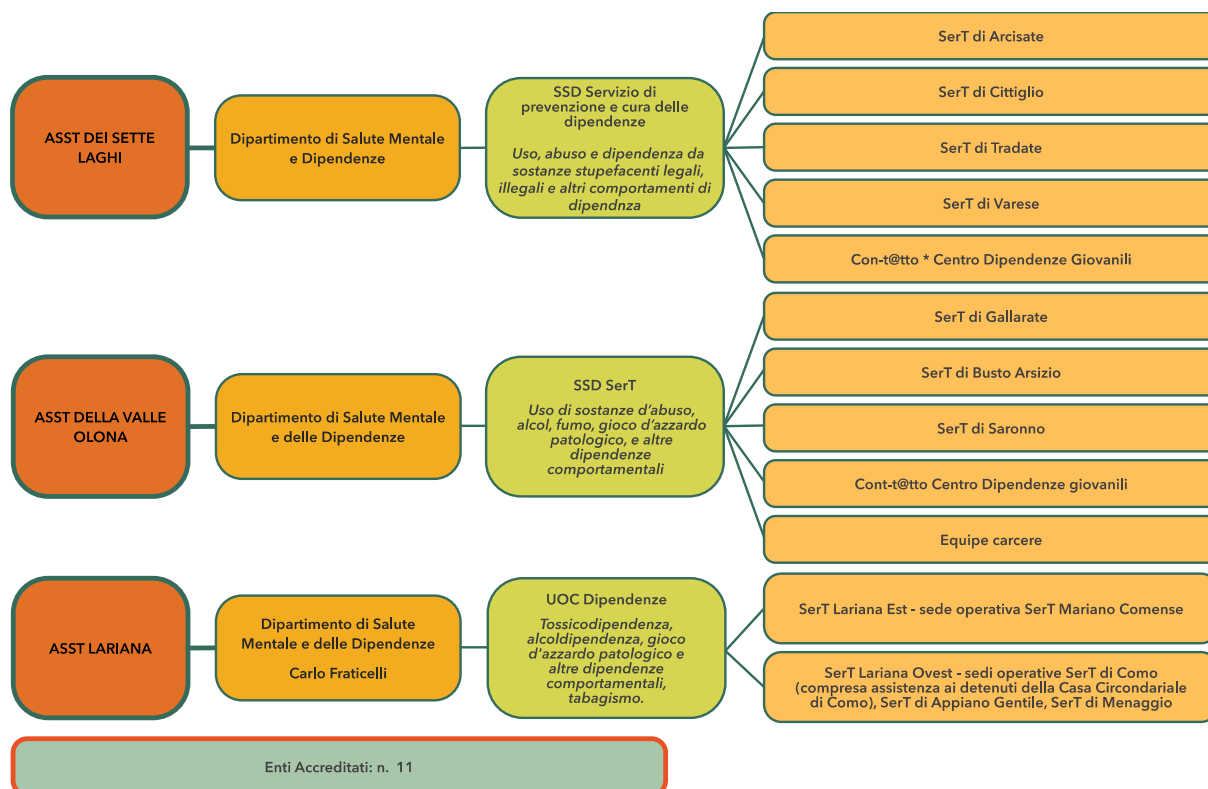 ASST DEI SETTE
LAGHI
Dipartimento di Salute Mentale
e Dipendenze
SSD Servizio di
prevenzione e cura delle
dipendenze
Uso, abuso e dipendenza da
sostanze stupefacenti legali,
illegali e altri comportamenti di
dipendnza
SerT di Arcisate
SerT di Cittiglio
SerT di Tradate
SerT di Varese
Con-t@tto * Centro Dipendenze Giovanili
ASST DELLA VALLE
OLONA
Dipartimento di Salute Mentale
e delle Dipendenze
SSD SerT
Uso di sostanze d'abuso,
alcol, fumo, gioco d'azzardo
patologico, e altre
dipendenze
comportamentali
SerT di Gallarate
SerT di Busto Arsizio
SerT di Saronno
Cont-t@tto Centro Dipendenze giovanili
Equipe carcere
ASST LARIANA
Dipartimento di Salute
Mentale e delle Dipendenze
Carlo Fraticelli
UOC Dipendenze
Tossicodipendenza,
alcoldipendenza, gioco
d'azzardo patologico e
altre dipendenze
comportamentali,
tabagismo.
SerT Lariana Est - sede operativa SerT Mariano Comense
SerT Lariana Ovest - sedi operative SerT di Como
(compresa assistenza ai detenuti della Casa Circondariale
di Como), SerT di Appiano Gentile, SerT di Menaggio
Enti Accreditati: n. 11